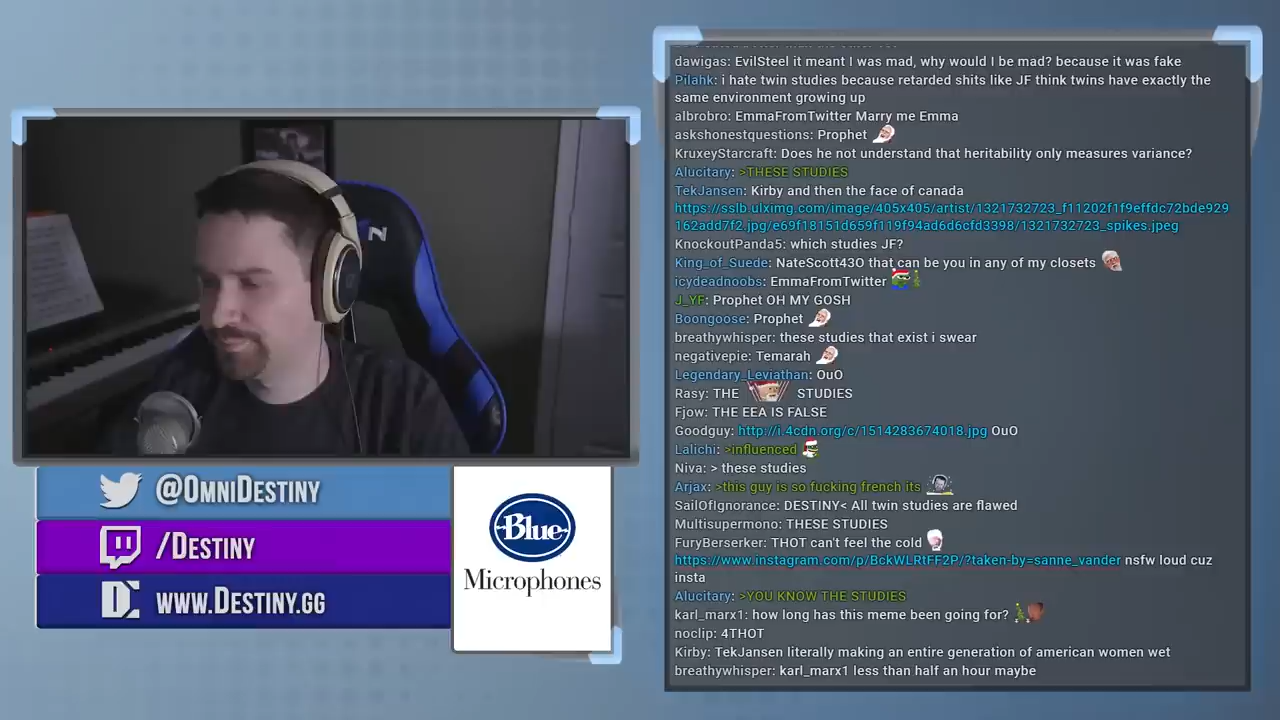 dawigas: EvilSteel it meant I was mad, why would I be mad? because it was fake
Pilahk: i hate twin studies because retarded shits like JF think twins have exactly the
same environment growing up
albrobro: EmmaFromTwitter Marry me Emma
askshonestquestions: Prophet
KruxeyStarcraft: Does he not understand that heritability only measures variance?
Alucitary: >THESE STUDIES
TekJansen: Kirby and then the face of canada
https://sslb.ulximg.com/image/405x405/artist/1321732723_f11202f1f9effdc72bde929
162add7f2.jpg/e69f18151d659f119f94ad6d6cfd3398/1321732723_spikes.jpeg
KnockoutPanda5: which studies JF?
King_of_Suede: NateScott43O that can be you in any of my closets
icydeadnoobs: EmmaFromTwitter
J_YF: Prophet OH MY GOSH
Boongoose: Prophet
breathywhisper: these studies that exist i swear
negativepie: Temarah
Legendary_Leviathan: OuO
Rasy: THE STUDIES
Fjow: THE EEA IS FALSE
Goodguy: http://i.4cdn.org/c/1514283674018.jpg OuO
Lalichi: >influenced
Niva: > these studies
Arjax: >this guy is so fucking french its
SailOfIgnorance: DESTINY< All twin studies are flawed
Multisupermono: THESE STUDIES
FuryBerserker: THOT can't feel the cold
https://www.instagram.com/p/BckWLRtFF2P/?taken-by=sanne_vander nsfw loud cuz
insta
Alucitary: >YOU KNOW THE STUDIES
karl_marx1: how long has this meme been going for?
noclip: 4THOT
Kirby: TekJansen literally making an entire generation of american women wet
breathywhisper: karl_marx1 less than half an hour maybe
@OmniDestiny
/Destiny
www.Destiny.gg
Blue
Microphones